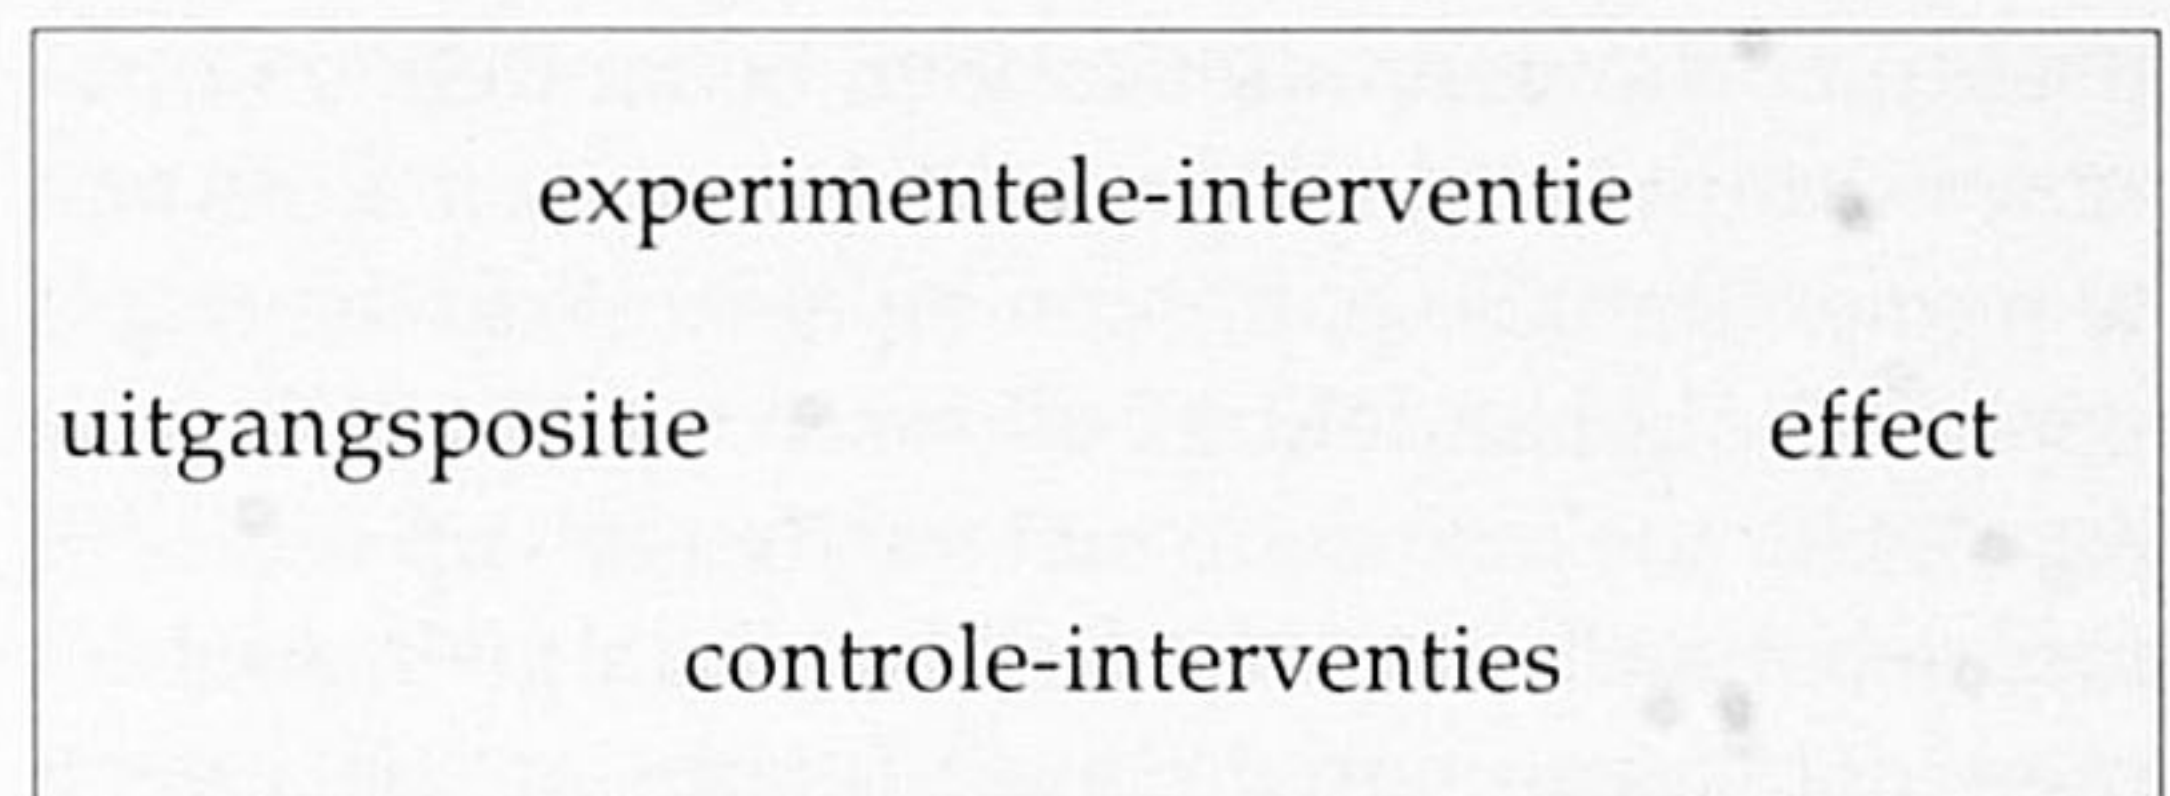 experimentele-interventie
uitgangspositie effect
controle-interventies